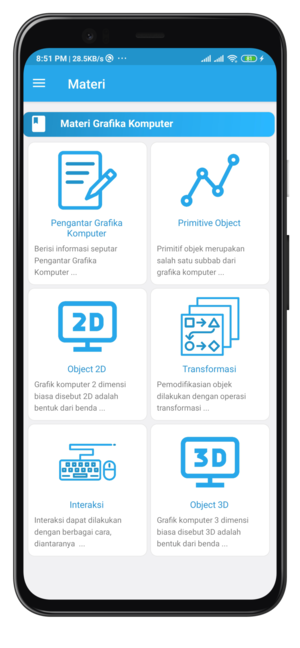 8:51 PM | 28.5KB/s ...
81
Materi
Materi Grafika Komputer
Pengantar Grafika
Komputer
Berisi informasi seputar
Pengantar Grafika
Komputer ...
Primitive Object
Primitif objek merupakan
salah satu subbab dari
grafika komputer ...
2D
Object 2D
Grafik komputer 2 dimensi
biasa disebut 2D adalah
bentuk dari benda ...
Transformasi
Pemodifikasian objek
dilakukan dengan operasi
transformasi ...
Interaksi
Interaksi dapat dilakukan
dengan berbagai cara,
diantaranya ...
3D
Object 3D
Grafik komputer 3 dimensi
biasa disebut 3D adalah
bentuk dari benda ...